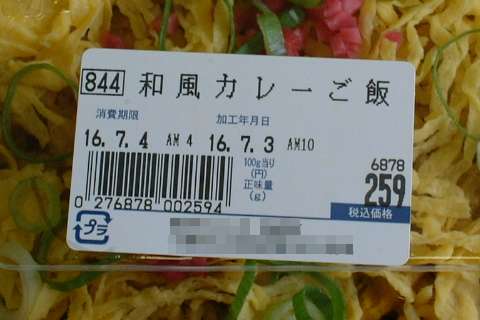 844 和風カレーご飯
消費期限 加工年月日
16.7.4 AM 4 16.7.3 AM10
100g当り
(円)
6878
正味量
(g)
259
税込価格
0 276878 002594
プラ